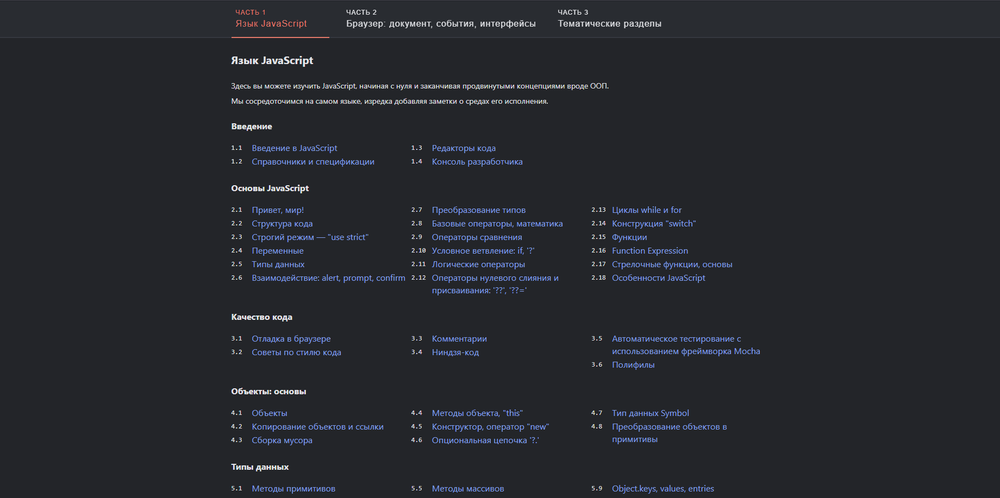 ЧАСТЬ 1
Язык JavaScript
ЧАСТЬ 2
Браузер: документ, события, интерфейсы
ЧАСТЬ 3
Тематические разделы
Язык JavaScript
Здесь вы можете изучить JavaScript, начиная с нуля и заканчивая продвинутыми концепциями вроде ООП.
Мы сосредоточимся на самом языке, изредка добавляя заметки о средах его исполнения.
Введение
1.1 Введение в JavaScript
1.2 Справочники и спецификации
1.3 Редакторы кода
1.4 Консоль разработчика
Основы JavaScript
2.1 Привет, мир!
2.2 Структура кода
2.3 Строгий режим — "use strict"
2.4 Переменные
2.5 Типы данных
2.6 Взаимодействие: alert, prompt, confirm
2.7 Преобразование типов
2.8 Базовые операторы, математика
2.9 Операторы сравнения
2.10 Условное ветвление: if, '?'
2.11 Логические операторы
2.12 Операторы нулевого слияния и
присваивания: '??', '??='
2.13 Циклы while и for
2.14 Конструкция "switch"
2.15 Функции
2.16 Function Expression
2.17 Стрелочные функции, основы
2.18 Особенности JavaScript
Качество кода
3.1 Отладка в браузере
3.2 Советы по стилю кода
3.3 Комментарии
3.4 Ниндзя-код
3.5 Автоматическое тестирование c
использованием фреймворка Mocha
3.6 Полифилы
Объекты: основы
4.1 Объекты
4.2 Копирование объектов и ссылки
4.3 Сборка мусора
4.4 Методы объекта, "this"
4.5 Конструктор, оператор "new"
4.6 Опциональная цепочка '?.'
4.7 Тип данных Symbol
4.8 Преобразование объектов в
примитивы
Типы данных
5.1 Методы примитивов
5.5 Методы массивов
5.9 Object.keys, values, entries